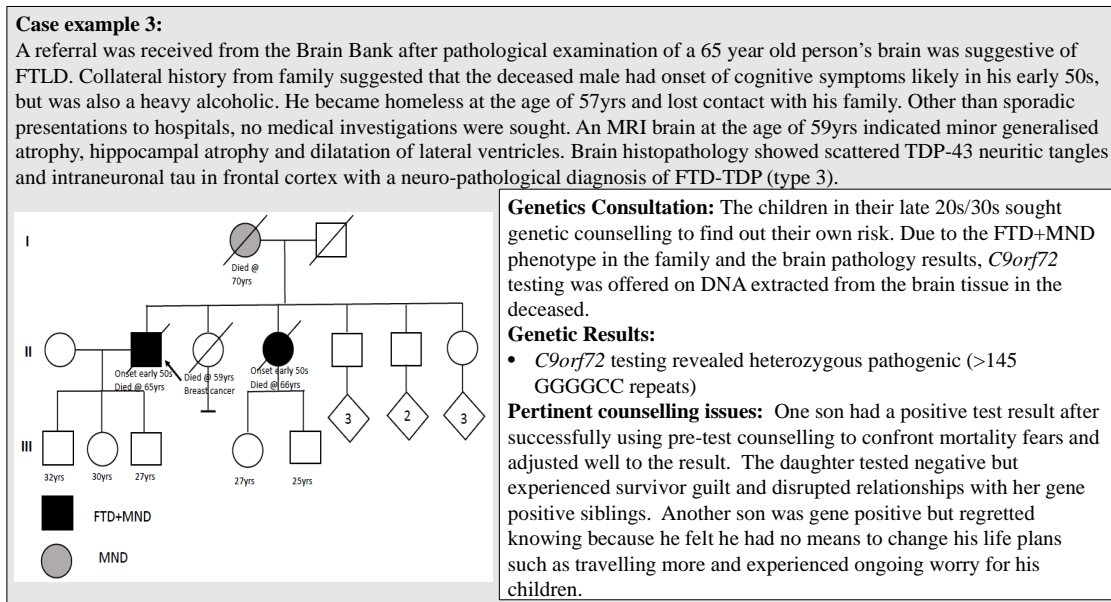 Case example 3:
A referral was received from the Brain Bank after pathological examination of a 65 year old person's brain was suggestive of
FTLD. Collateral history from family suggested that the deceased male had onset of cognitive symptoms likely in his early 50s,
but was also a heavy alcoholic. He became homeless at the age of 57yrs and lost contact with his family. Other than sporadic
presentations to hospitals, no medical investigations were sought. An MRI brain at the age of 59yrs indicated minor generalised
atrophy, hippocampal atrophy and dilatation of lateral ventricles. Brain histopathology showed scattered TDP-43 neuritic tangles
and intraneuronal tau in frontal cortex with a neuro-pathological diagnosis of FTD-TDP (type 3).
I
Died @
70yrs
II
Onset early 50s
Died @ 65yrs
Died @ 59yrs
Breast cancer
Onset early 50s
Died @ 66yrs
3
2
3
III
32yrs
30yrs
27yrs
27yrs
25yrs
FTD+MND
MND
Genetics Consultation: The children in their late 20s/30s sought
genetic counselling to find out their own risk. Due to the FTD+MND
phenotype in the family and the brain pathology results, C9orf72
testing was offered on DNA extracted from the brain tissue in the
deceased.
Genetic Results:
• C9orf72 testing revealed heterozygous pathogenic (>145
GGGGCC repeats)
Pertinent counselling issues: One son had a positive test result after
successfully using pre-test counselling to confront mortality fears and
adjusted well to the result. The daughter tested negative but
experienced survivor guilt and disrupted relationships with her gene
positive siblings. Another son was gene positive but regretted
knowing because he felt he had no means to change his life plans
such as travelling more and experienced ongoing worry for his
children.